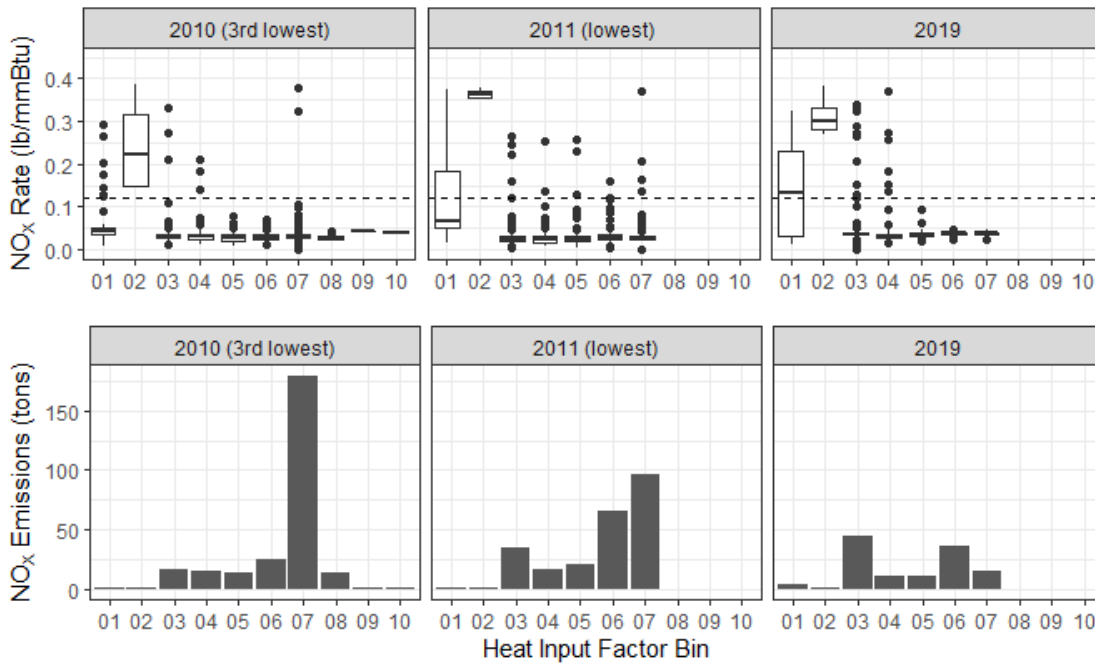 2010 (3rd lowest) 2011 (lowest) 2019
NOX Rate (lb/mmBtu)
0.4
0.3
0.2
0.1
0.0
01 02 03 04 05 06 07 08 09 10 01 02 03 04 05 06 07 08 09 10 01 02 03 04 05 06 07 08 09 10
2010 (3rd lowest) 2011 (lowest) 2019
NOX Emissions (tons)
150
100
50
0
01 02 03 04 05 06 07 08 09 10 01 02 03 04 05 06 07 08 09 10 01 02 03 04 05 06 07 08 09 10
Heat Input Factor Bin